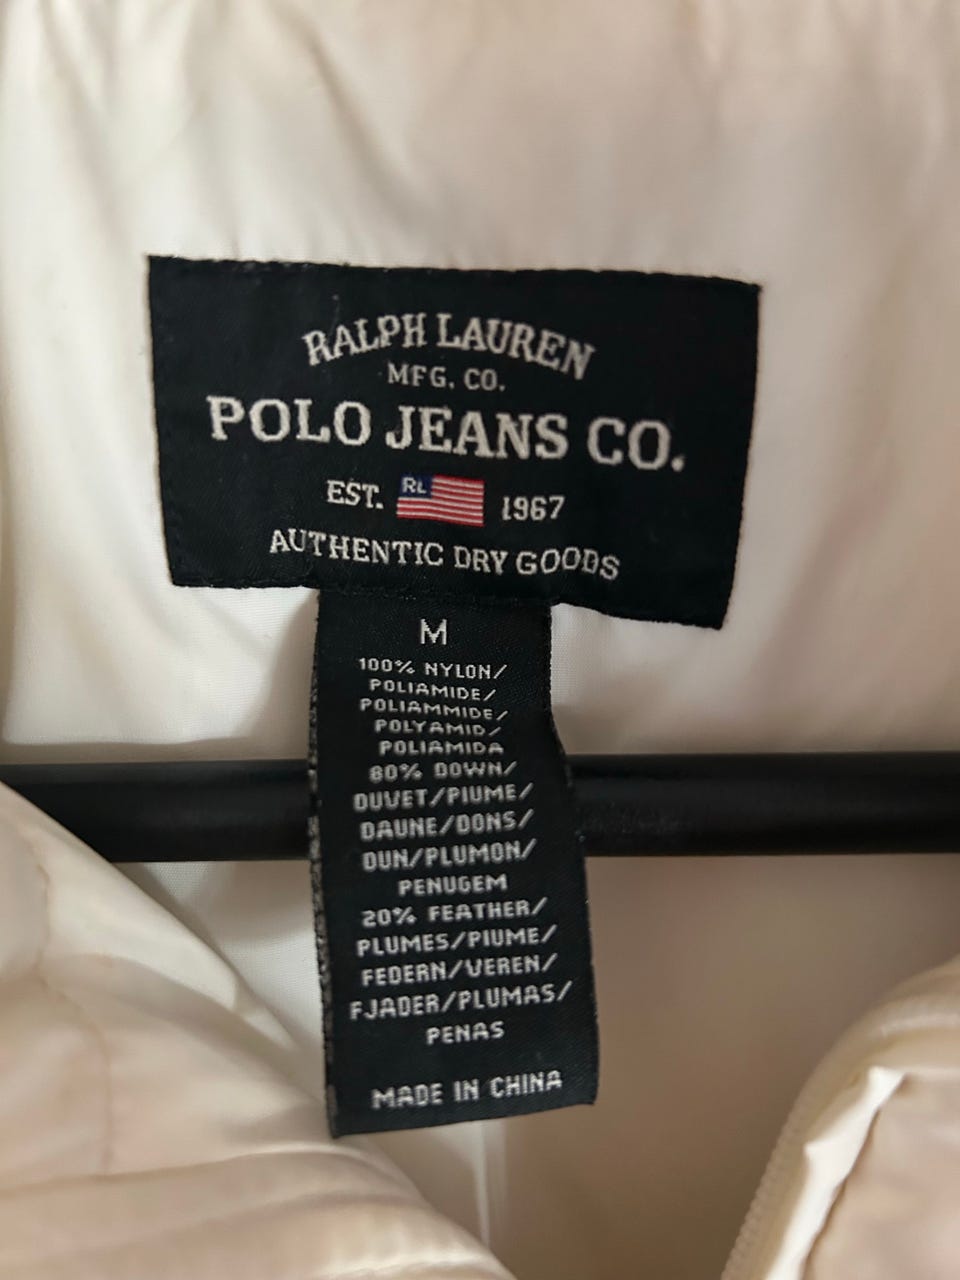 RALPH LAUREN
MFG. CO.
POLO JEANS CO.
EST. RL 1967
AUTHENTIC DRY GOODS
M
100% NYLON/
POLIAMIDE/
POLIAMMIDE/
POLYAMID/
POLIAMIDA
80% DOWN/
DUVET/PIUME/
DAUNE/DONS/
DUN/PLUMON/
PENUGEM
20% FEATHER/
PLUMES/PIUME/
FEDERN/VEREN/
FJADER/PLUMAS/
PENAS
MADE IN CHINA